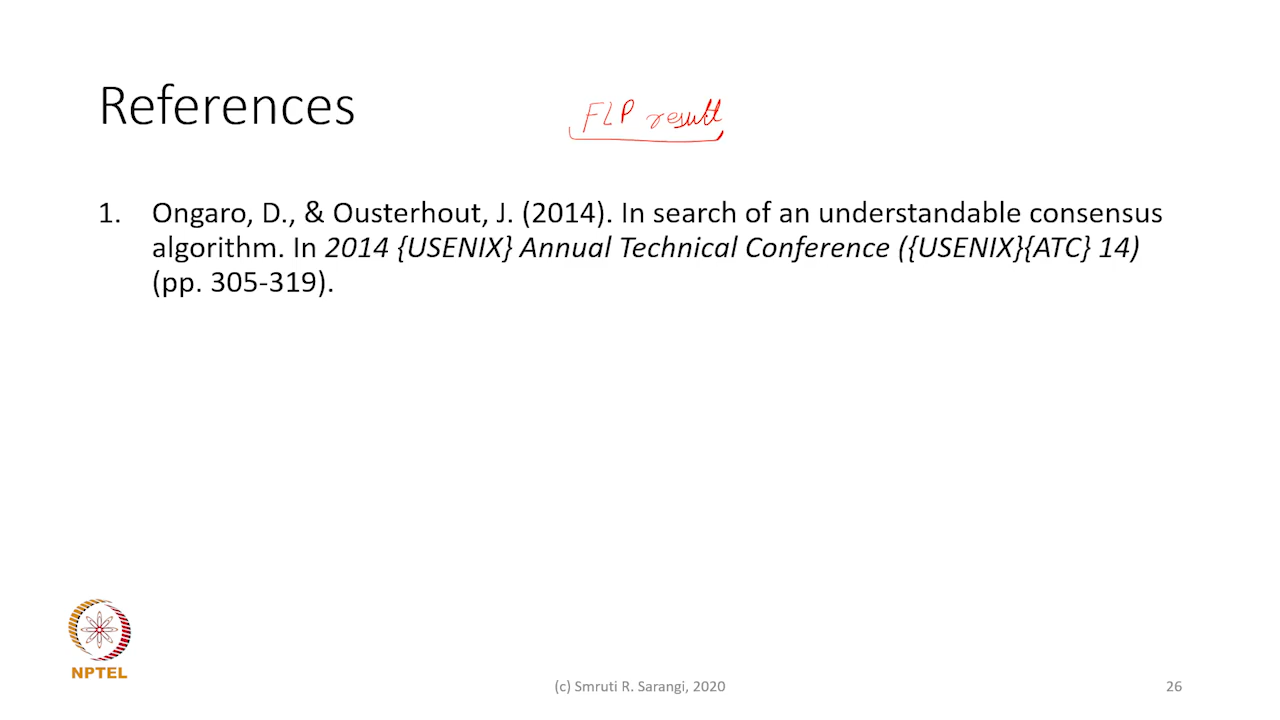 References
FLP result
1. Ongaro, D., & Ousterhout, J. (2014). In search of an understandable consensus
algorithm. In 2014 {USENIX} Annual Technical Conference ({USENIX}{ATC} 14)
(pp. 305-319).
NPTEL
(c) Smruti R. Sarangi, 2020
26